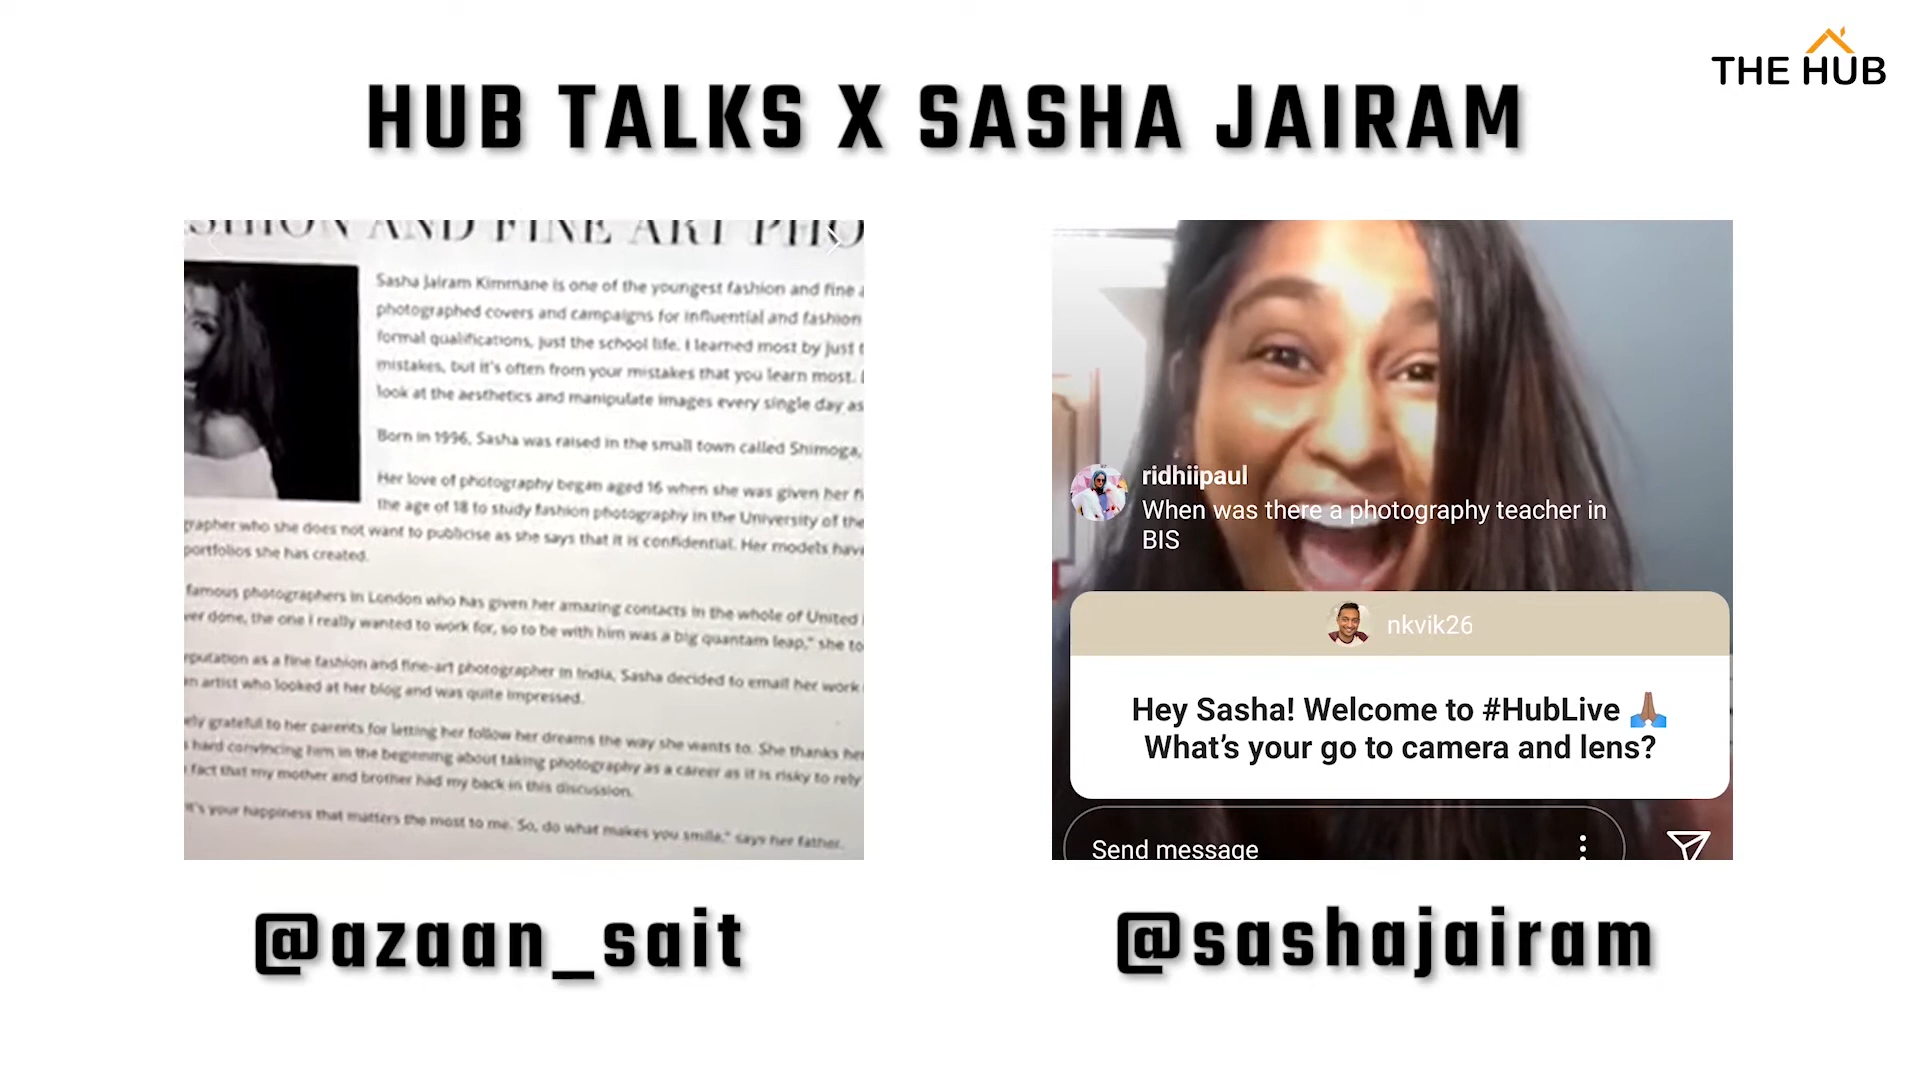 THE HUB
HUB TALKS X SASHA JAIRAM
AND FINE ART
Sasha Jairam Kimmane is one of the youngest fashion and fine
photographed covers and campaigns for influential and fashion
formal qualifications, just the school life. I learned most by just
mistakes, but it's often from your mistakes that you learn most.
look at the aesthetics and manipulate images every single day as
Born in 1996, Sasha was raised in the small town called Shimoga,
Her love of photography began aged 16 when she was given her
the age of 18 to study fashion photography in the University of the
who she does not want to publicise as she says that it is confidential. Her models have
portfolios she has created.
famous photographers in London who has given her amazing contacts in the whole of United
done, the one I really wanted to work for, so to be with him was a big quantam leap," she
as a fine fashion and fine-art photographer in India, Sasha decided to email her work
an artist who looked at her blog and was quite impressed.
grateful to her parents for letting her follow her dreams the way she wants to. She thanks
hard convincing him in the beginning about taking photography as a career as it is risky to rely
fact that my mother and brother had my back in this discussion.
it's your happiness that matters the most to me. So, do what makes you smile," says her father.
ridhiipaul
When was there a photography teacher in
BIS
nkvik26
Hey Sasha! Welcome to #HubLive 🙏🏽
What's your go to camera and lens?
Send message
@azaan_sait
@sashajairam